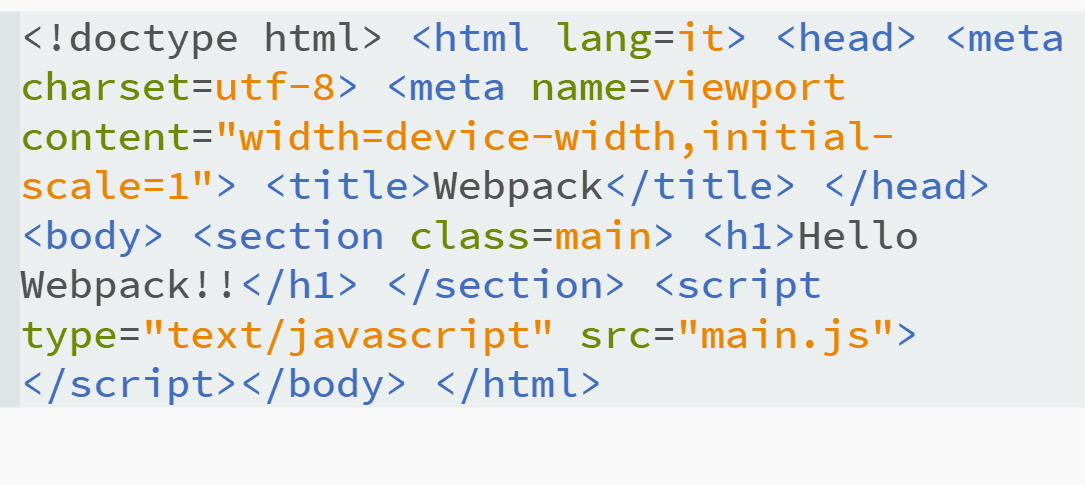 <!doctype html> <html lang=it> <head> <meta
charset=utf-8> <meta name=viewport
content="width=device-width,initial-
scale=1"> <title>Webpack</title> </head>
<body> <section class=main> <h1>Hello
Webpack!!</h1> </section> <script
type="text/javascript" src="main.js">
</script></body> </html>